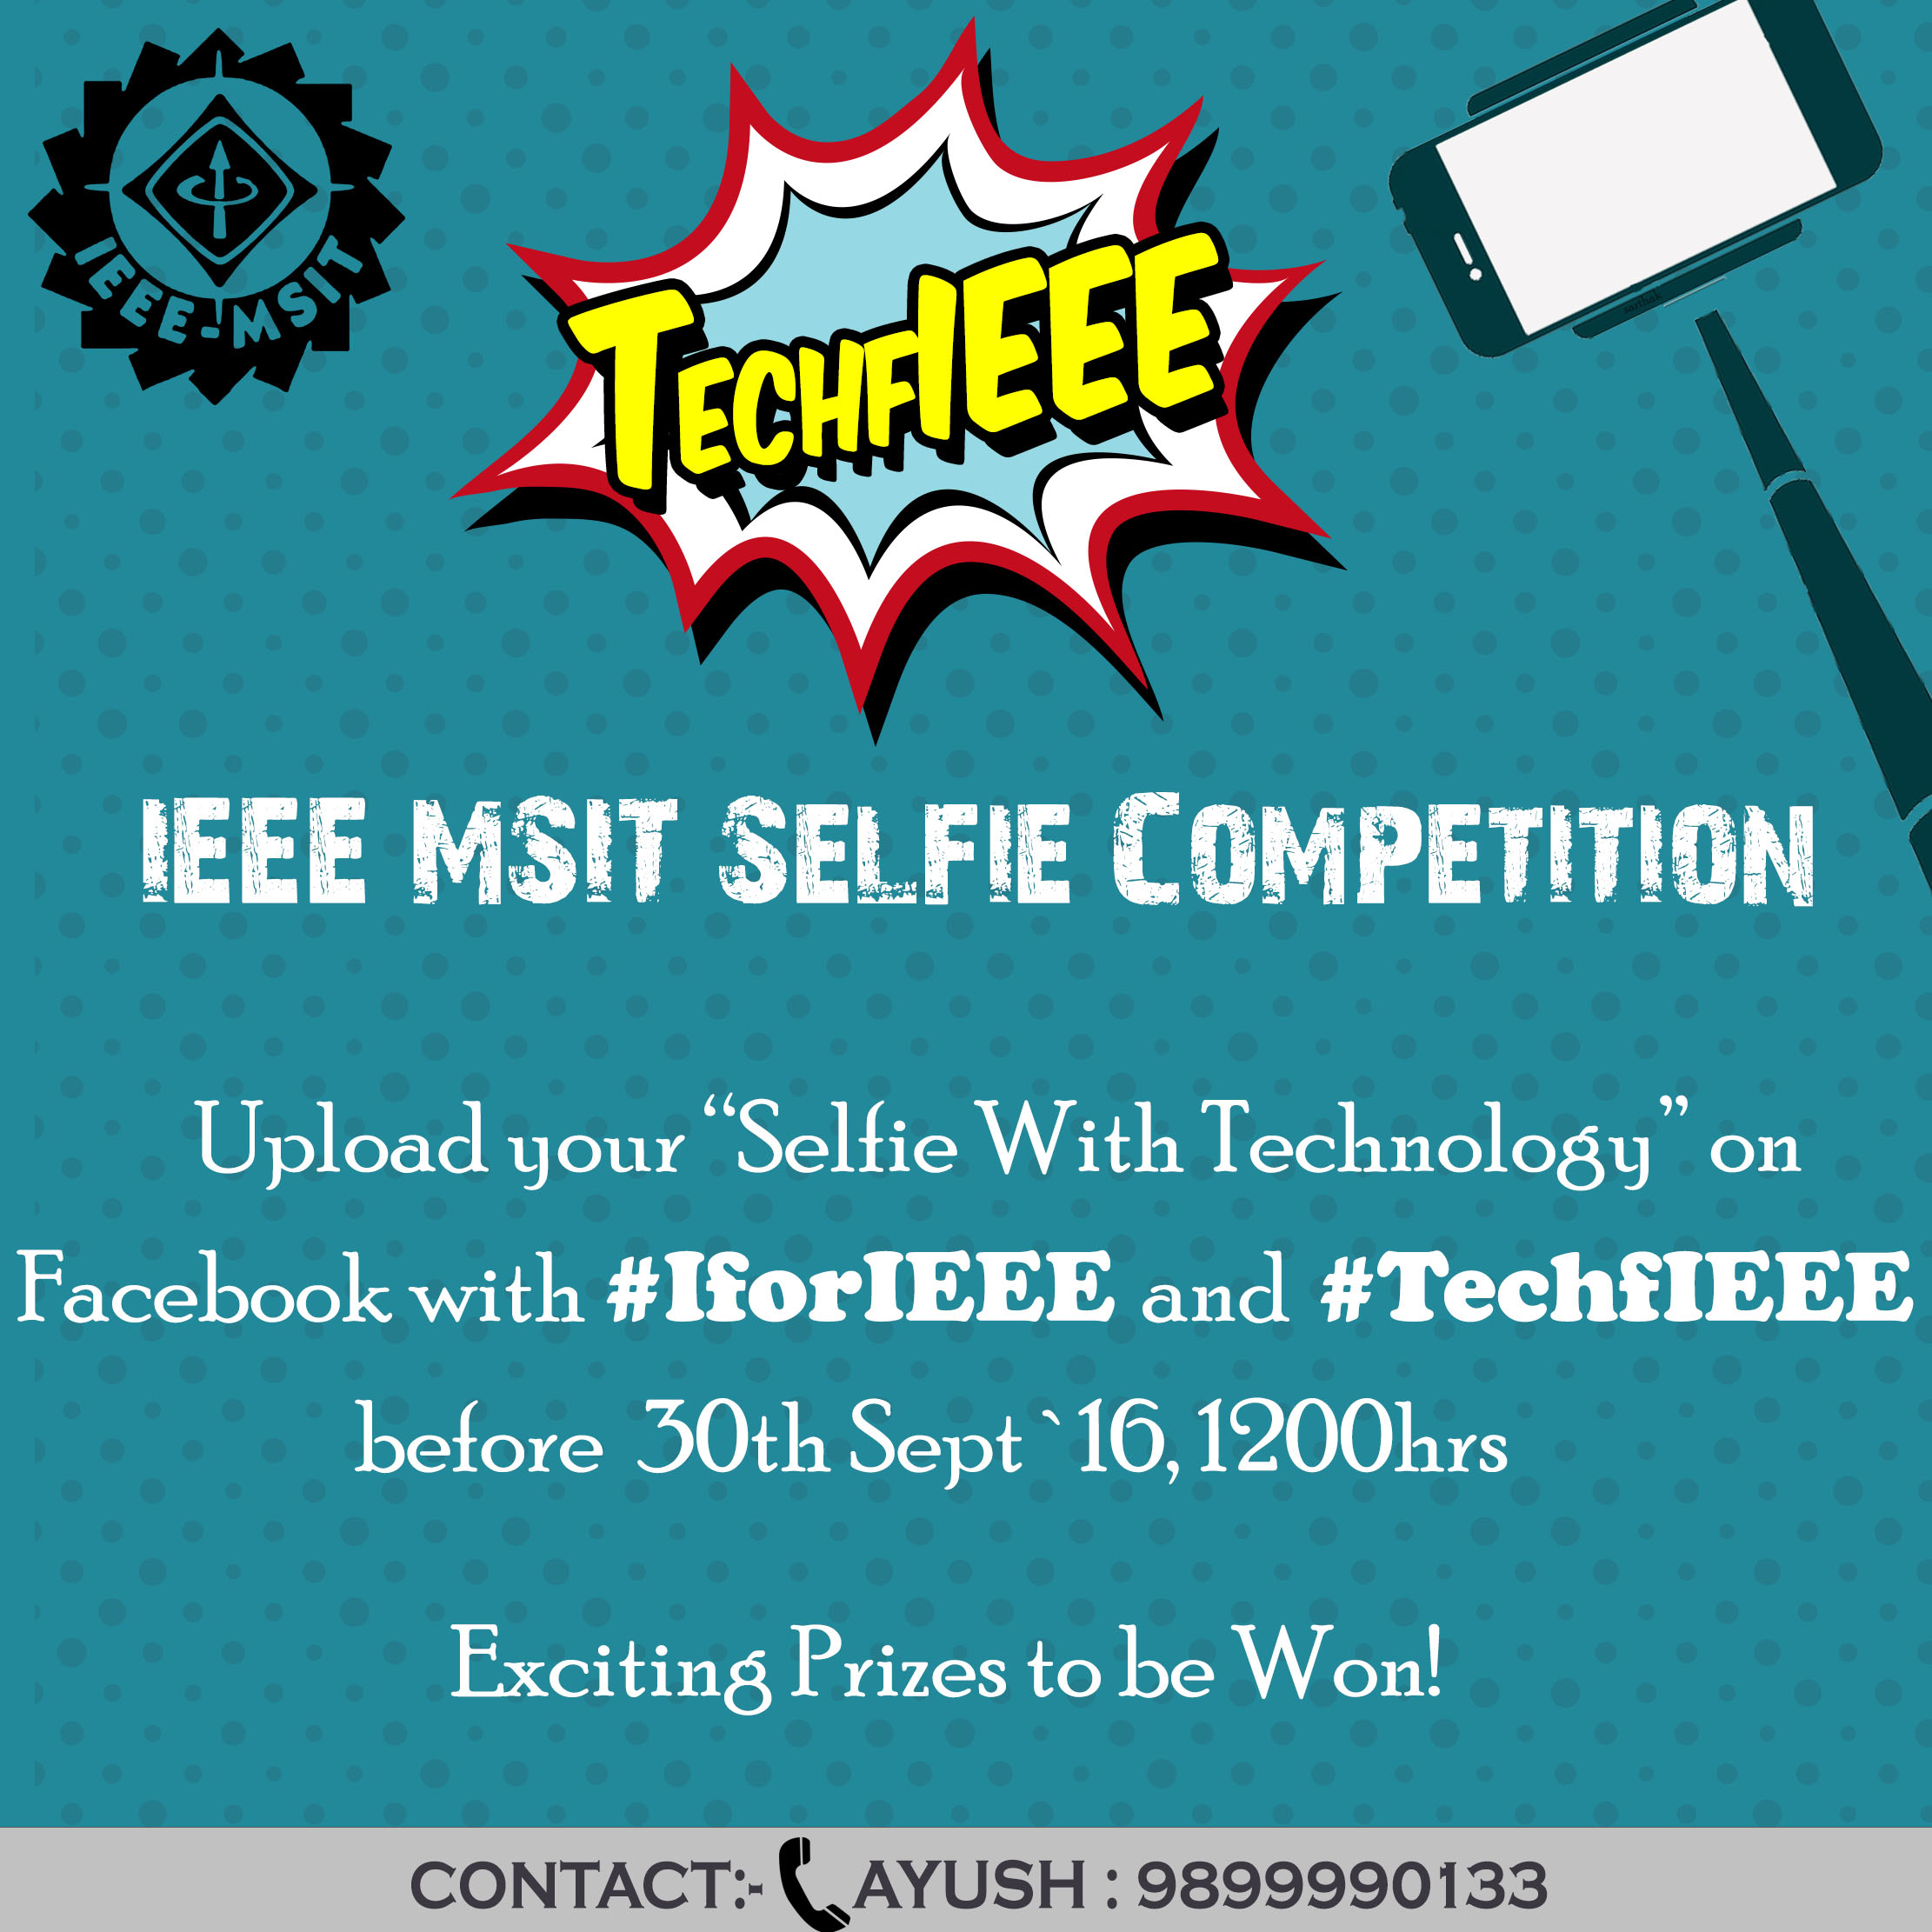 IEEE-MSIT
TECHFIEEE
IEEE MSIT SELFIE COMPETITION
Upload your “Selfie With Technology” on
Facebook with #IforIEEE and #TechfIEEE
before 30th Sept `16, 1200hrs
Exciting Prizes to be Won!
CONTACT:- AYUSH : 9899990133